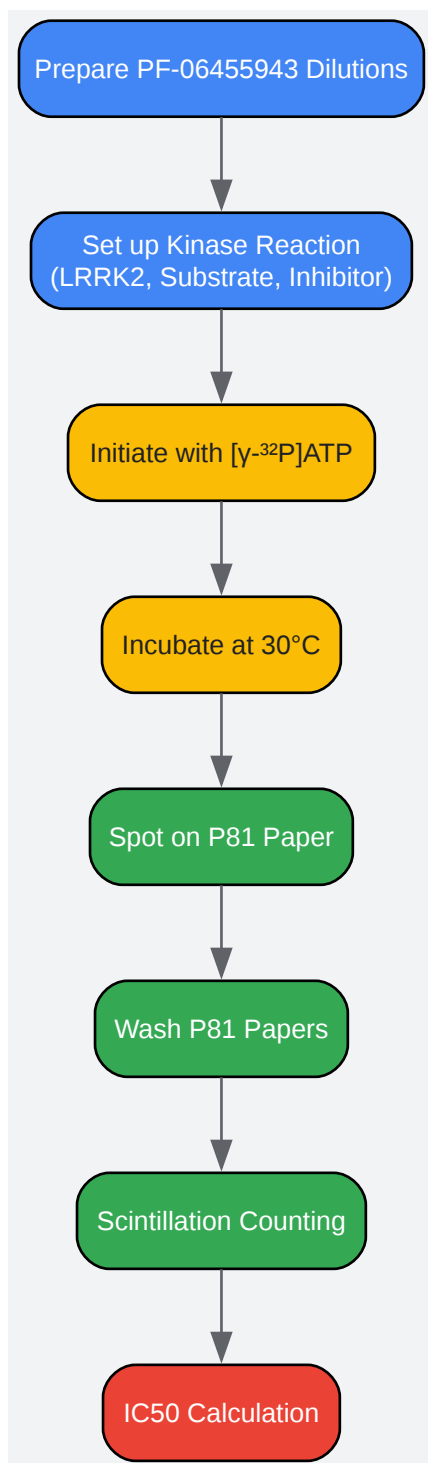 Prepare PF-06455943 Dilutions
Set up Kinase Reaction
(LRRK2, Substrate, Inhibitor)
Initiate with [γ-³²P]ATP
Incubate at 30°C
Spot on P81 Paper
Wash P81 Papers
Scintillation Counting
IC50 Calculation